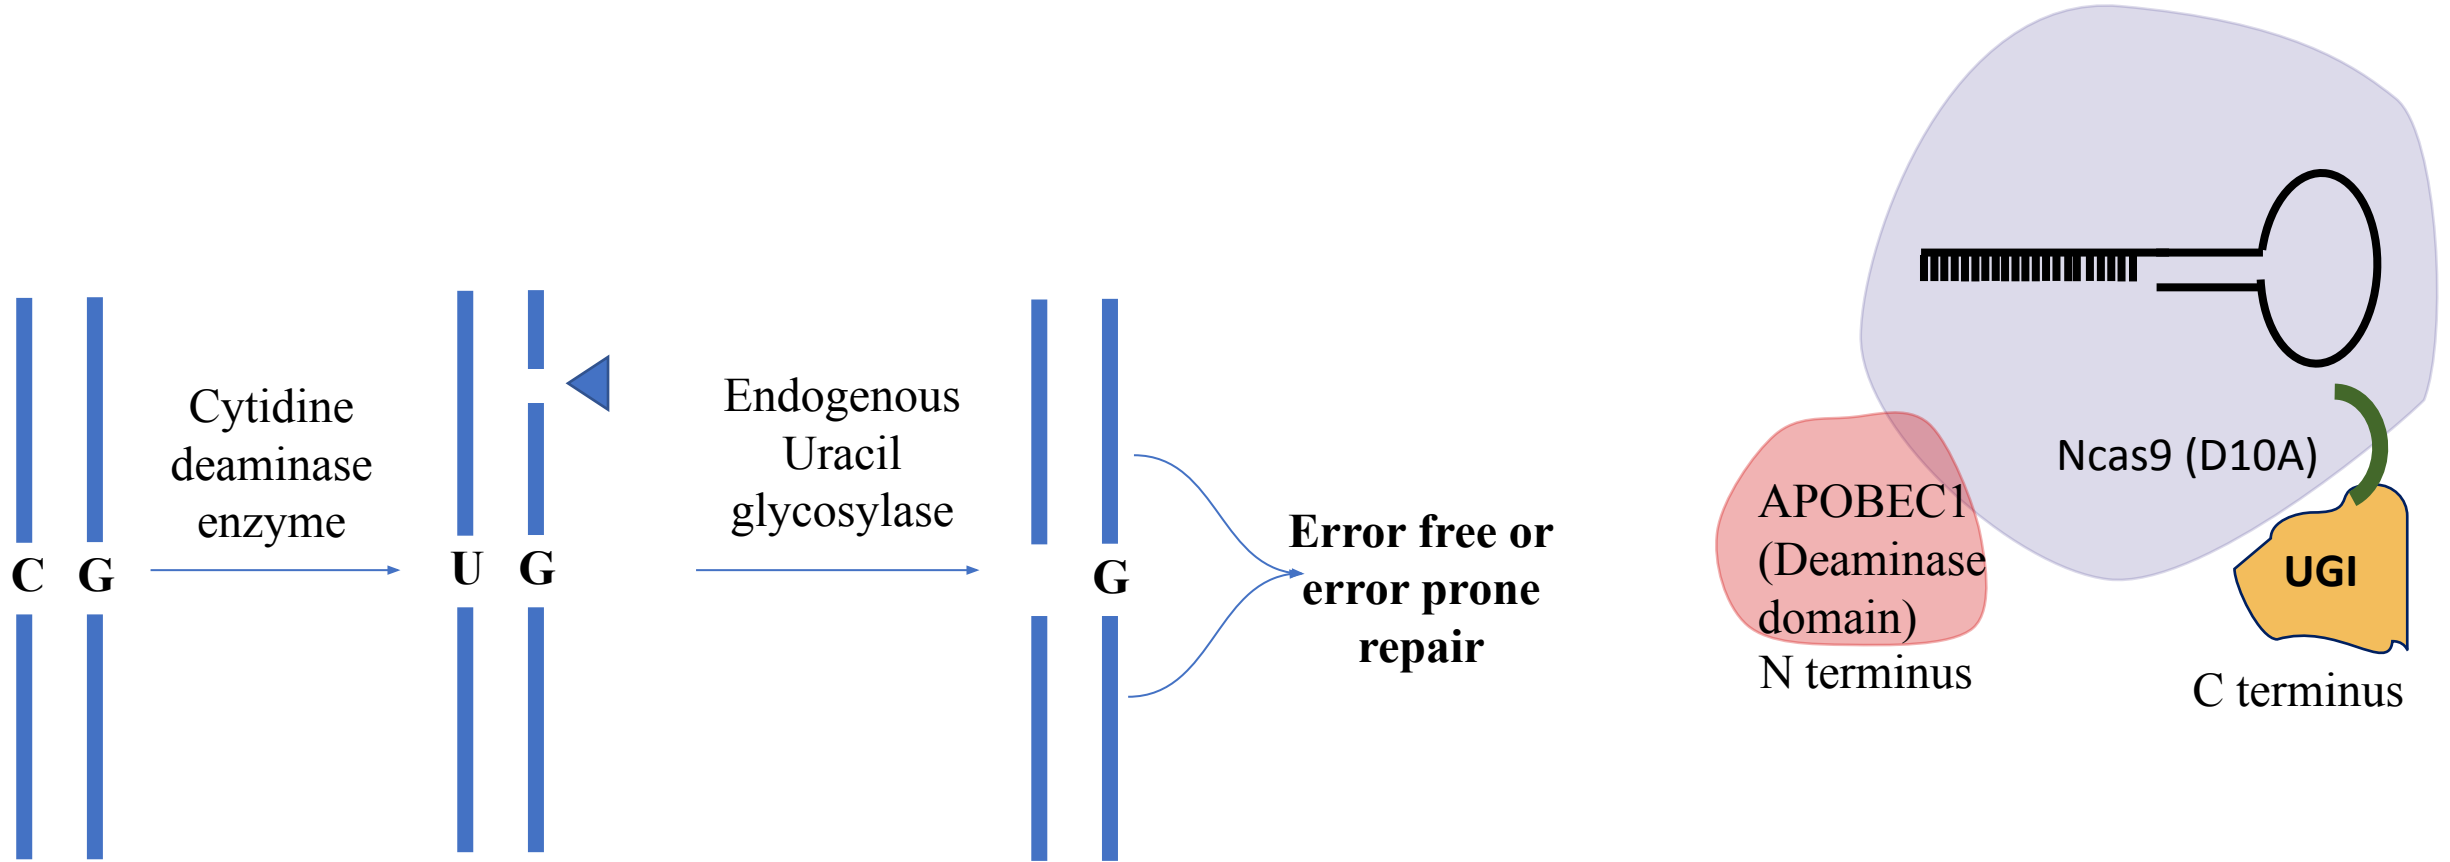 C G
Cytidine
deaminase
enzyme
U G
Endogenous
Uracil
glycosylase
G
Error free or
error prone
repair
Ncas9 (D10A)
APOBEC1
(Deaminase
domain)
N terminus
UGI
C terminus